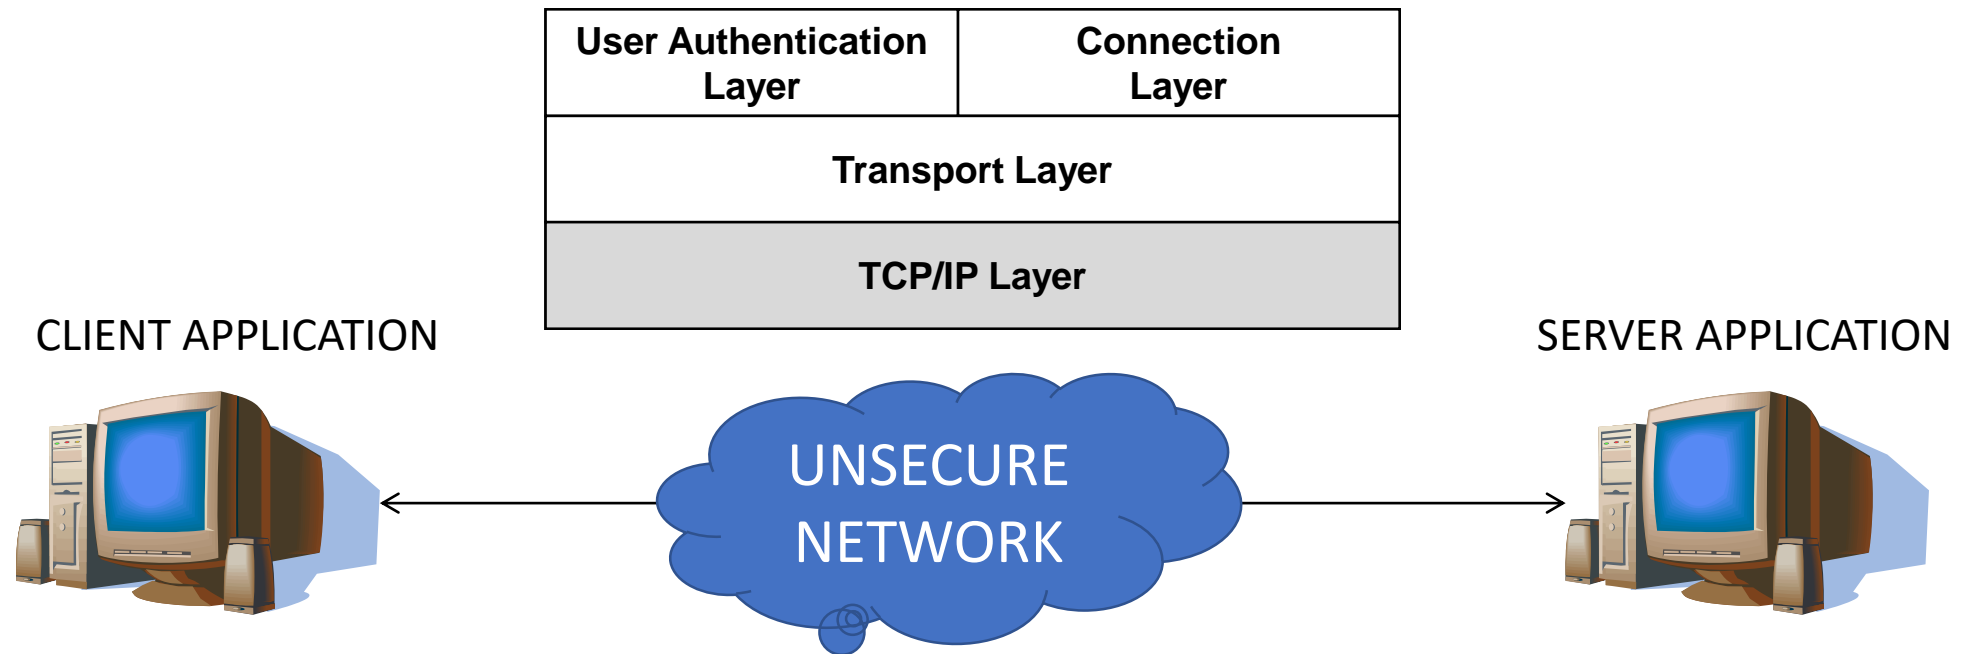 User Authentication
Layer
Connection
Layer
Transport Layer
TCP/IP Layer
CLIENT APPLICATION
SERVER APPLICATION
UNSECURE
NETWORK